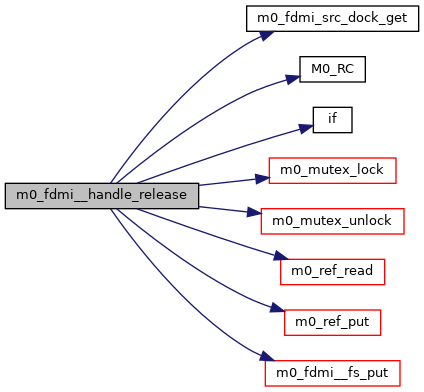 m0_fdmi_src_dock_get
M0_RC
if
m0_mutex_lock
m0_fdmi__handle_release
m0_mutex_unlock
m0_ref_read
m0_ref_put
m0_fdmi__fs_put